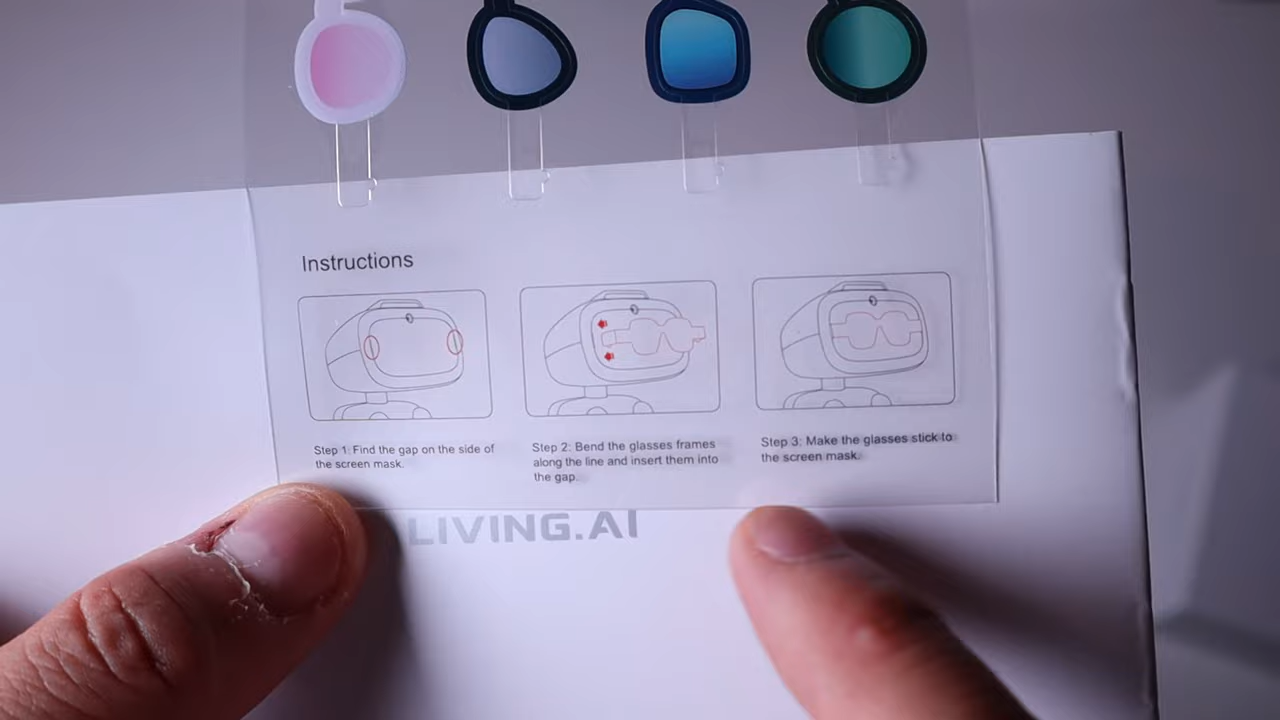 Instructions
Step 1: Find the gap on the side of
the screen mask.
Step 2: Bend the glasses frames
along the line and insert them into
the gap.
Step 3: Make the glasses stick to
the screen mask.
LIVING.AI